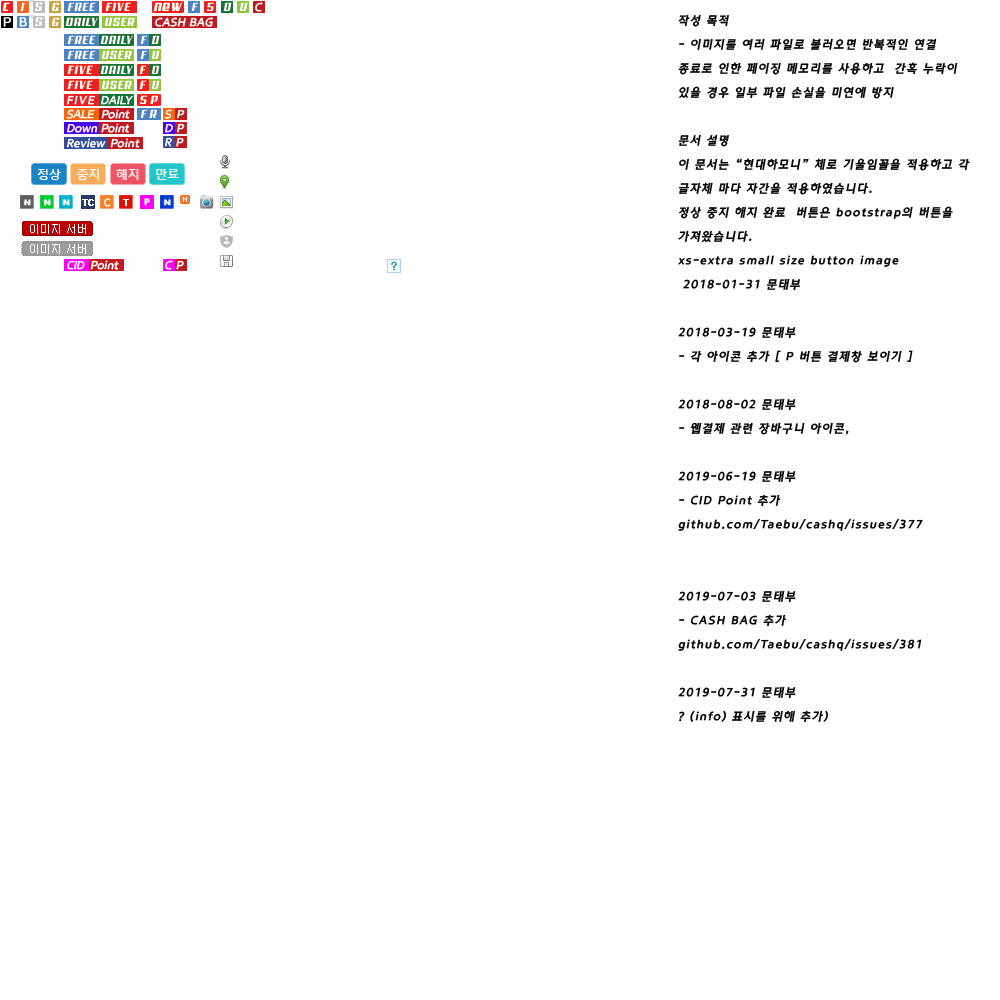 C I S G FREE FIVE new F S D U C
P B S G DAILY USER CASH BAG
FREE DAILY F D
FREE USER F U
FIVE DAILY F D
FIVE USER F U
FIVE DAILY S P
SALE Point F R S P
Down Point D P
Review Point R P
정상 중지 해지 완료
N N N TC C T P N N
이미지 서버
이미지 서버
CID Point C P
?
작성 목적
- 이미지를 여러 파일로 불러오면 반복적인 연결
종료로 인한 페이징 메모리를 사용하고 간혹 누락이
있을 경우 일부 파일 손실을 미연에 방지
문서 설명
이 문서는 “현대하모니” 체로 기울임꼴을 적용하고 각
글자체 마다 자간을 적용하였습니다.
정상 중지 해지 완료 버튼은 bootstrap의 버튼을
가져왔습니다.
xs-extra small size button image
2018-01-31 문태부
2018-03-19 문태부
- 각 아이콘 추가 [ P 버튼 결제창 보이기 ]
2018-08-02 문태부
- 웹결제 관련 장바구니 아이콘,
2019-06-19 문태부
- CID Point 추가
github.com/Taebu/cashq/issues/377
2019-07-03 문태부
- CASH BAG 추가
github.com/Taebu/cashq/issues/381
2019-07-31 문태부
? (info) 표시를 위해 추가)